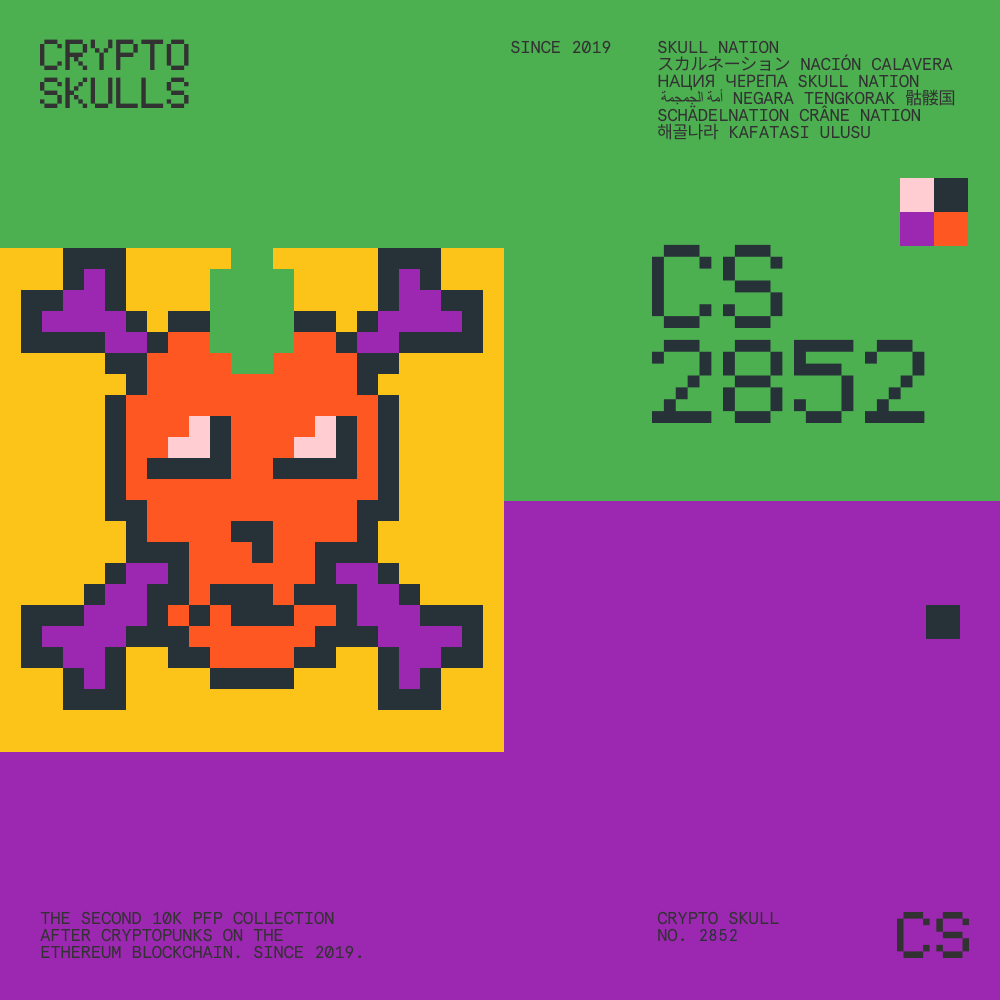 CRYPTO
SKULLS
SINCE 2019
SKULL NATION
スカルネーション NACIÓN CALAVERA
НАЦИЯ ЧЕРЕПА SKULL NATION
أمة الجمجمة NEGARA TENGKORAK 骷髅国
SCHÄDELNATION CRÂNE NATION
해골나라 KAFATASI ULUSU
CS
2852
THE SECOND 10K PFP COLLECTION
AFTER CRYPTOPUNKS ON THE
ETHEREUM BLOCKCHAIN. SINCE 2019.
CRYPTO SKULL
NO. 2852
CS